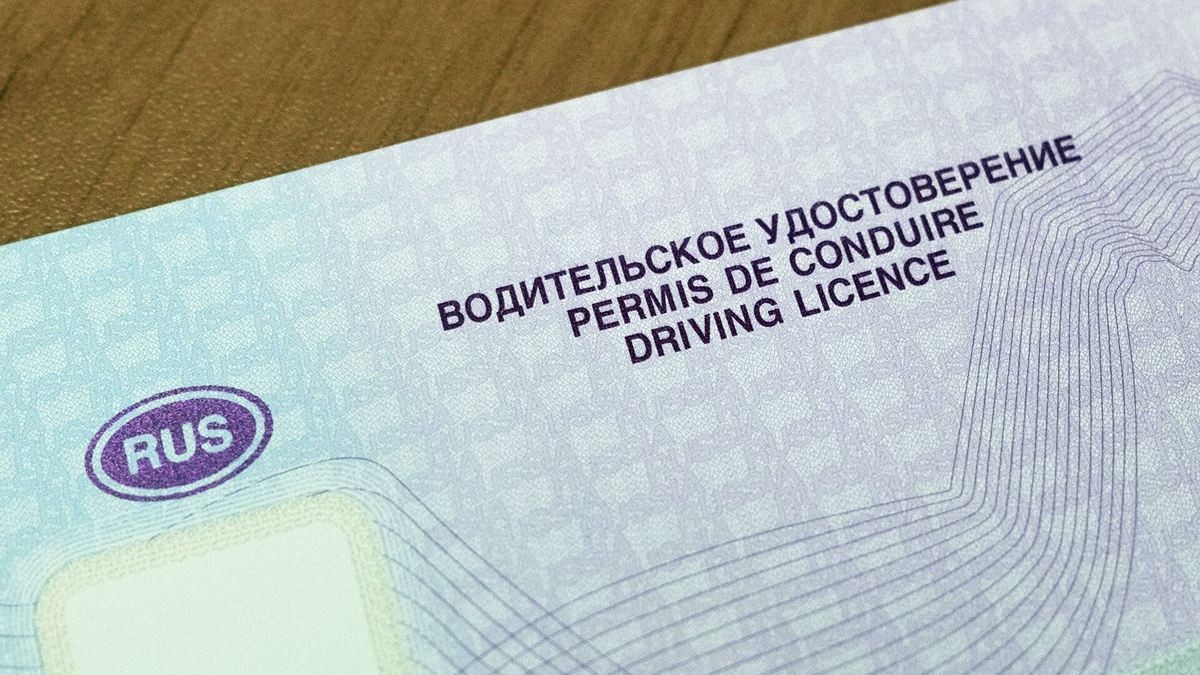 ВОДИТЕЛЬСКОЕ УДОСТОВЕРЕНИЕ
PERMIS DE CONDUIRE
DRIVING LICENCE
RUS